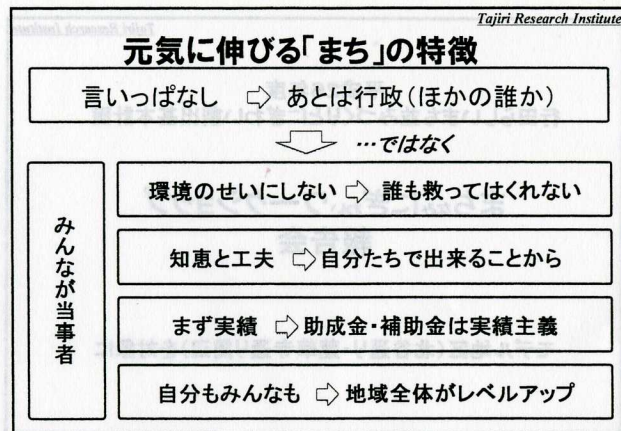 Tajiri Research Institute
元気に伸びる「まち」の特徴
言いっぱなし ⇨ あとは行政(ほかの誰か)
…ではなく
みんなが当事者
環境のせいにしない ⇨ 誰も救ってはくれない
知恵と工夫 ⇨ 自分たちで出来ることから
まず実績 ⇨ 助成金・補助金は実績主義
自分もみんなも ⇨ 地域全体がレベルアップ